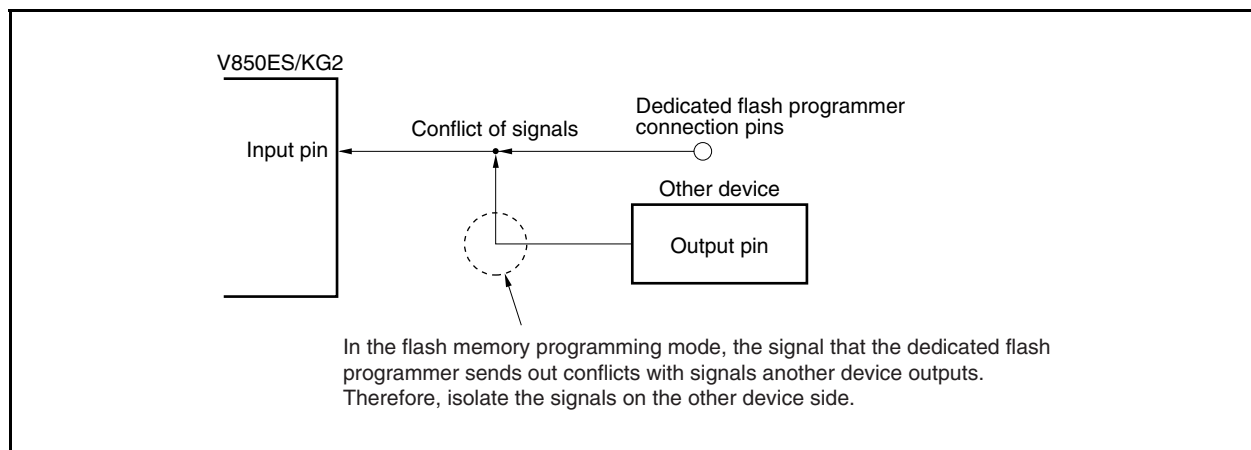 V850ES/KG2
Dedicated flash programmer
connection pins
Conflict of signals
Input pin
Other device
Output pin
In the flash memory programming mode, the signal that the dedicated flash
programmer sends out conflicts with signals another device outputs.
Therefore, isolate the signals on the other device side.